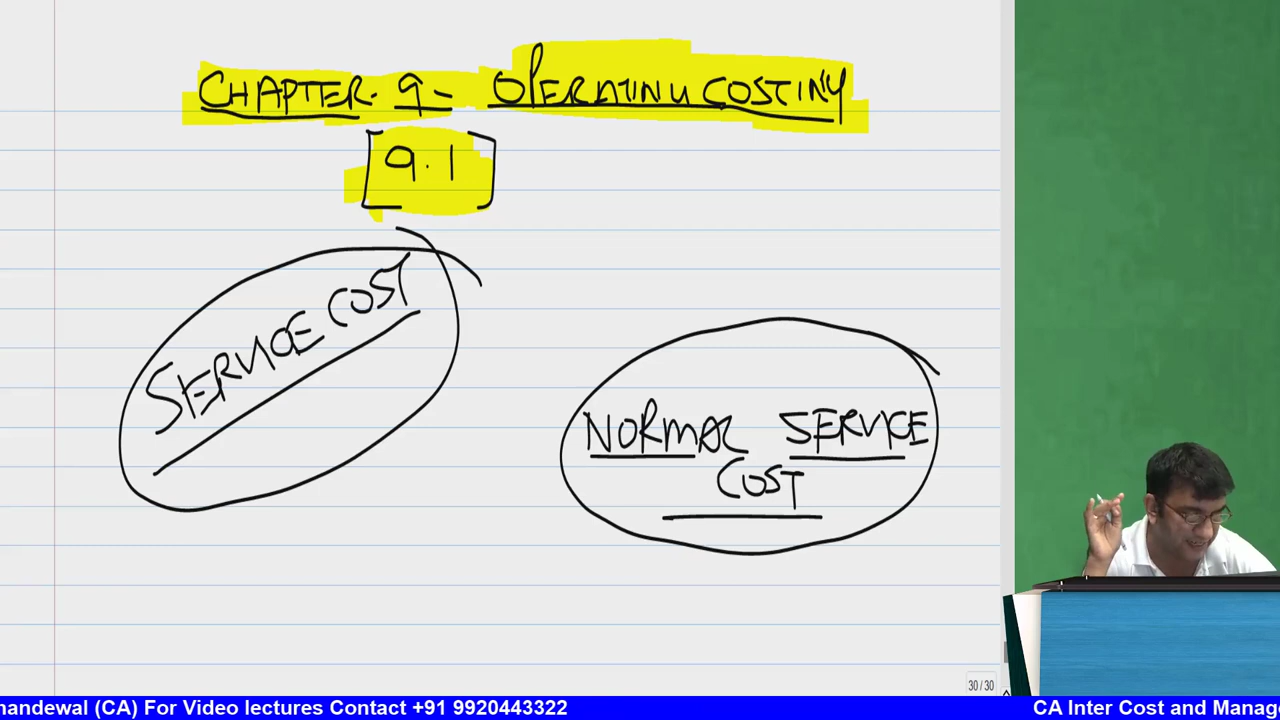 CHAPTER. 9 = OPERATING COSTING
[9.1]
SERVICE COST
NORMAL SERVICE
COST
30/30
handewal (CA) For Video lectures Contact +91 9920443322
CA Inter Cost and Manage